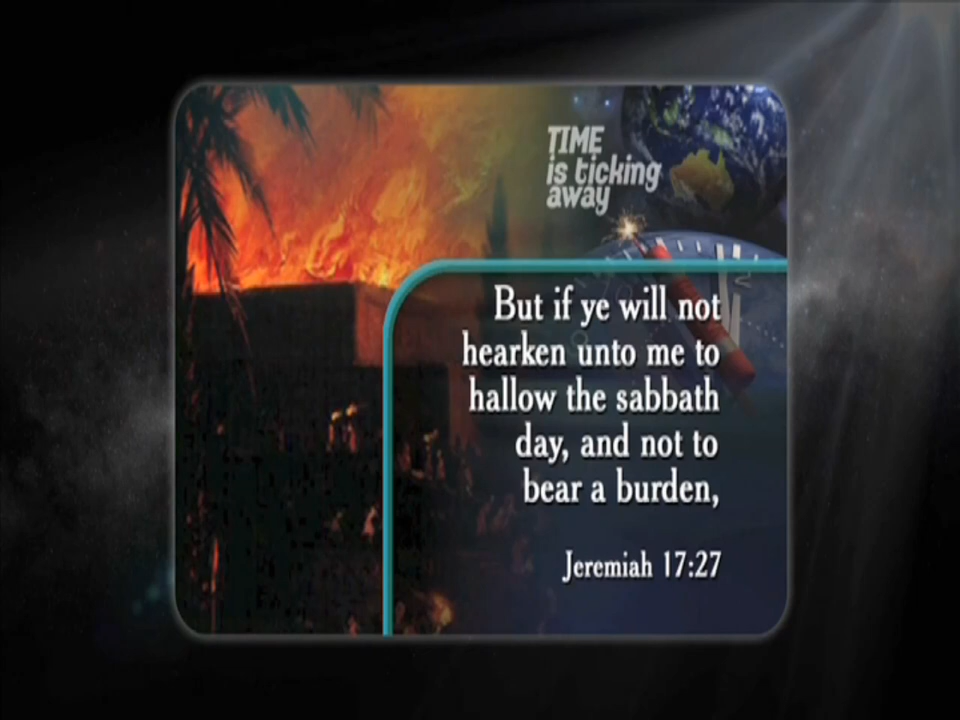 TIME
is ticking
away
But if ye will not
hearken unto me to
hallow the sabbath
day, and not to
bear a burden,
Jeremiah 17:27